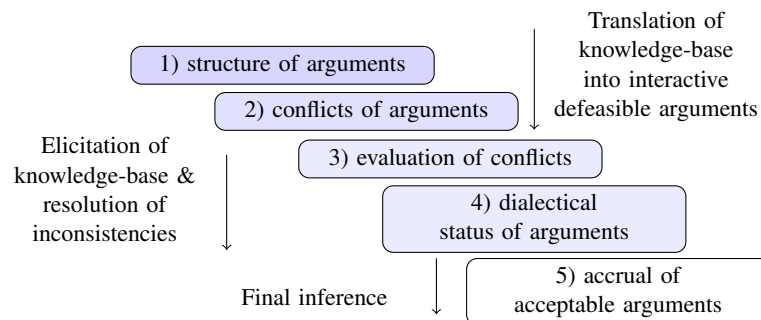 1) structure of arguments
2) conflicts of arguments
3) evaluation of conflicts
4) dialectical
status of arguments
5) accrual of
acceptable arguments
Translation of
knowledge-base
into interactive
defeasible arguments
Elicitation of
knowledge-base &
resolution of
inconsistencies
Final inference